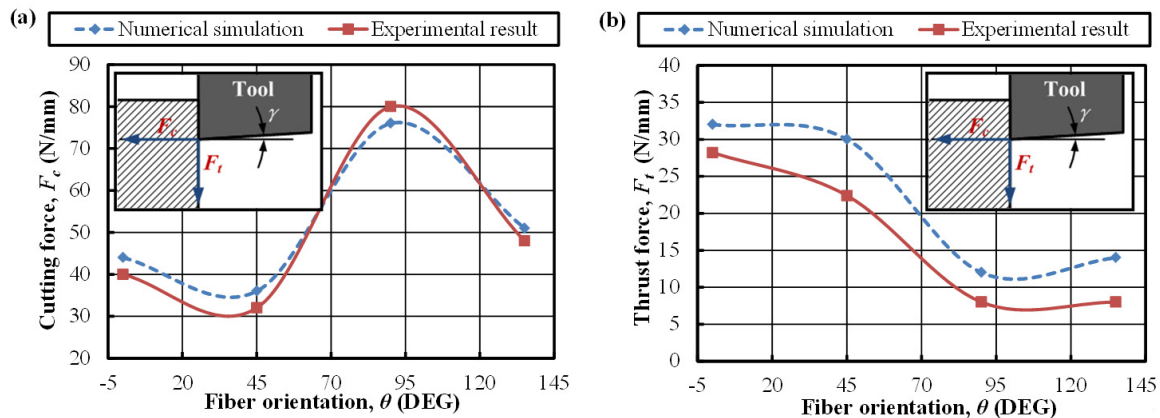 (a)
Numerical simulation Experimental result
Cutting force, Fc (N/mm)
90
80
70
60
50
40
30
20
-5 20 45 70 95 120 145
Fiber orientation, θ (DEG)
Tool
γ
Fc
Ft
(b)
Numerical simulation Experimental result
Thrust force, Ft (N/mm)
40
35
30
25
20
15
10
5
0
-5 20 45 70 95 120 145
Fiber orientation, θ (DEG)
Tool
γ
Fc
Ft